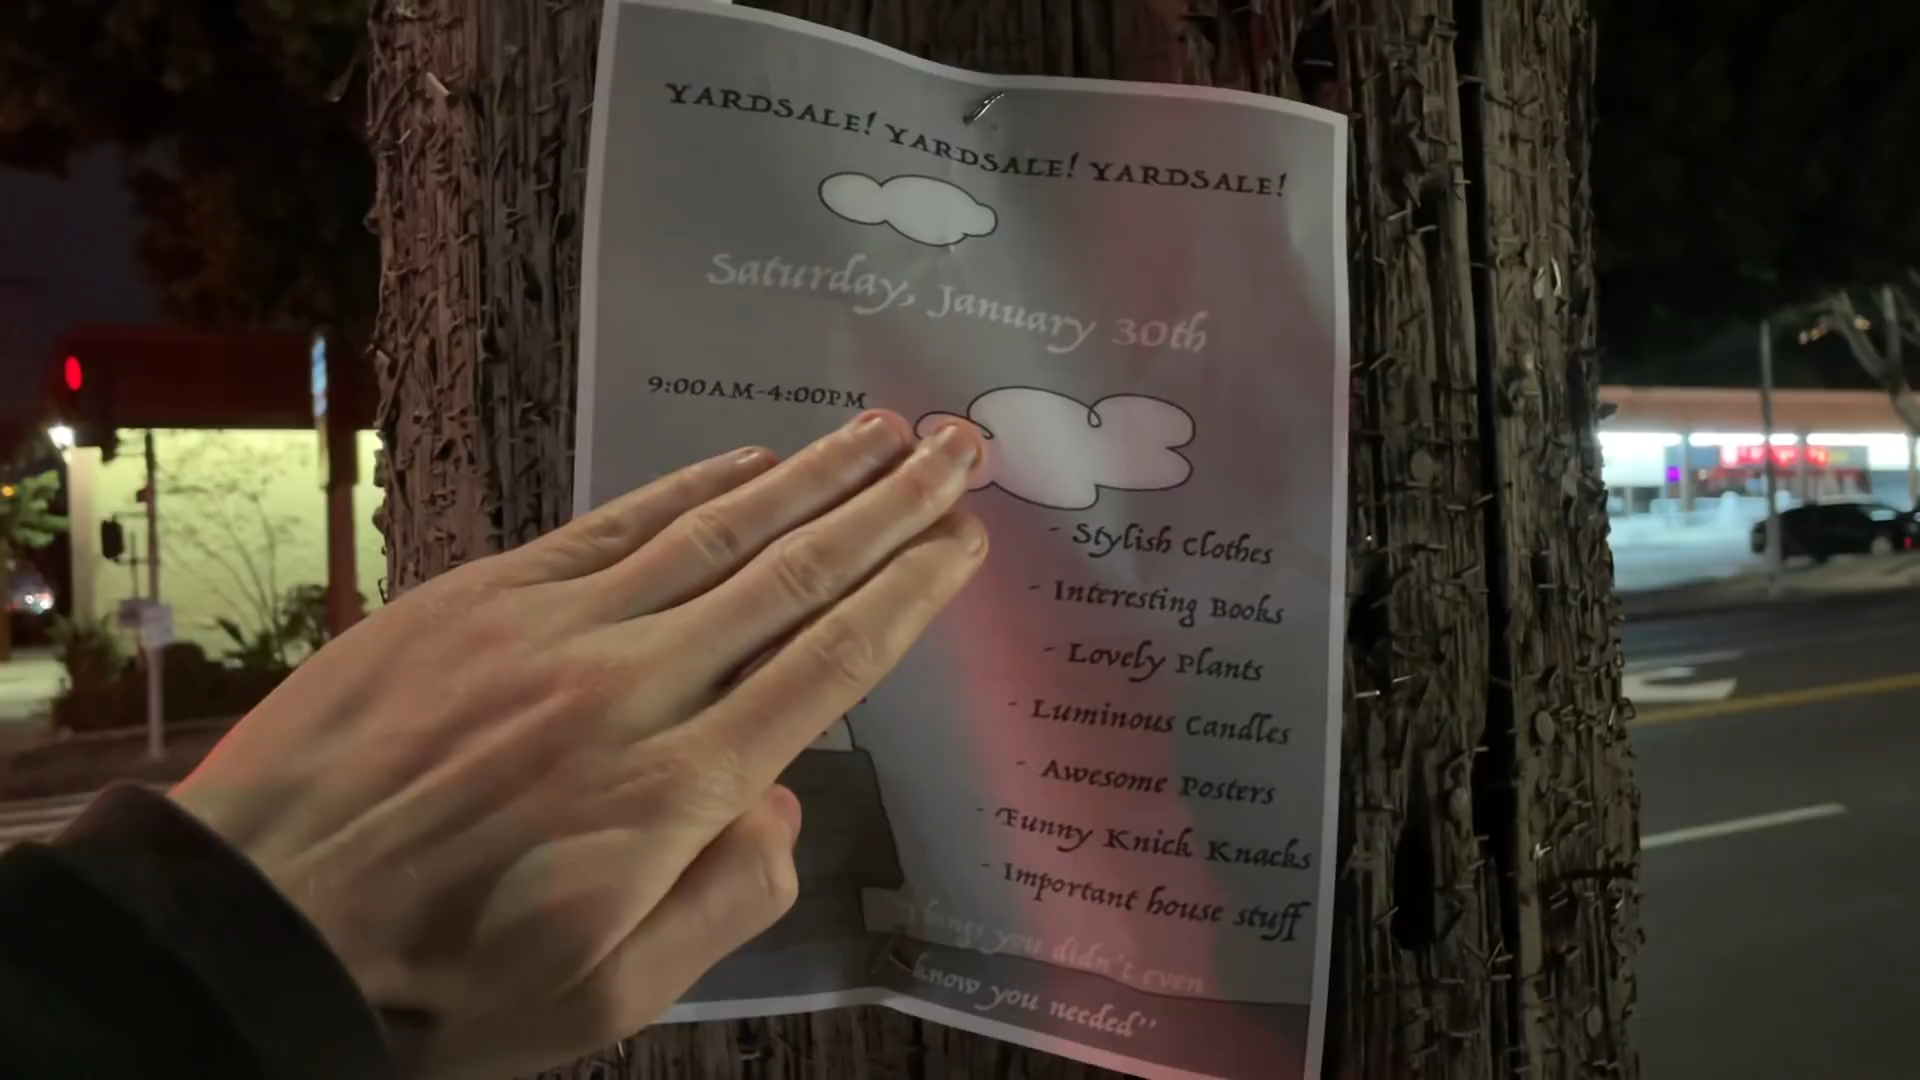 YARDSALE! YARDSALE! YARDSALE!
Saturday, January 30th
9:00AM-4:00PM
- Stylish Clothes
- Interesting Books
- Lovely Plants
- Luminous Candles
- Awesome Posters
- Funny Knick Knacks
- Important house stuff
Things you didn't even
know you needed"